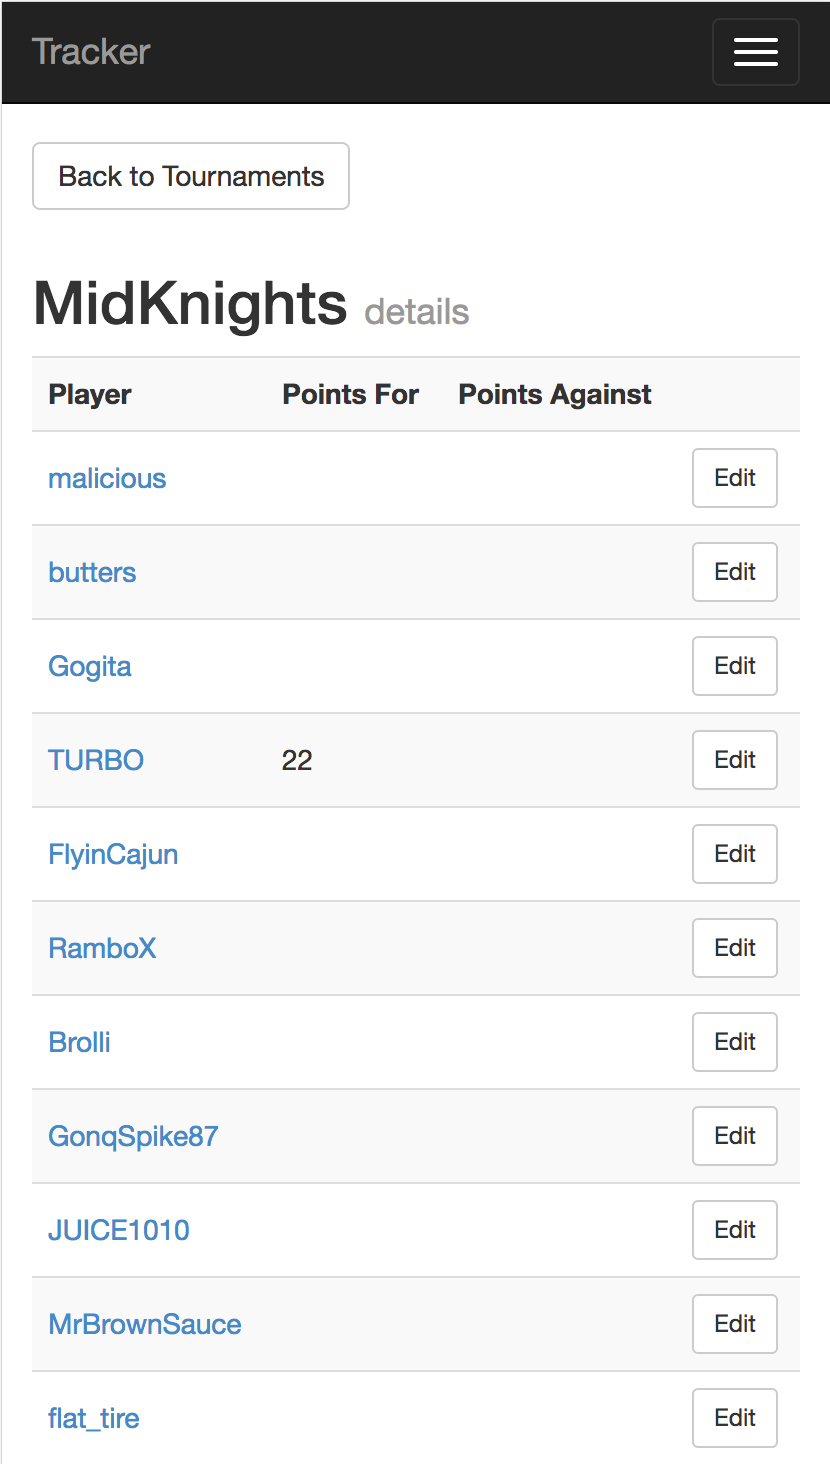 Tracker
Back to Tournaments
MidKnights details
Player Points For Points Against
malicious Edit
butters Edit
Gogita Edit
TURBO 22 Edit
FlyinCajun Edit
RamboX Edit
Brolli Edit
GonqSpike87 Edit
JUICE1010 Edit
MrBrownSauce Edit
flat_tire Edit